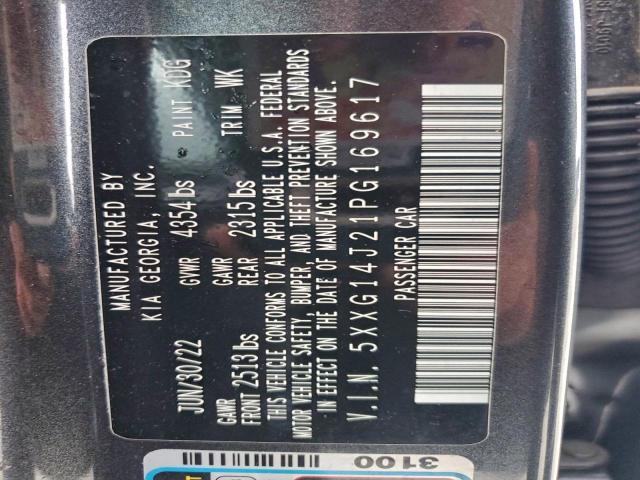 MANUFACTURED BY
KIA GEORGIA, INC.
JUN/30/22 GVWR 4354 lbs PAINT KDG
GAWR GAWR TRIM WK
FRONT 2513 lbs REAR 2315 lbs
THIS VEHICLE CONFORMS TO ALL APPLICABLE U.S.A. FEDERAL
MOTOR VEHICLE SAFETY, BUMPER, AND THEFT PREVENTION STANDARDS
IN EFFECT ON THE DATE OF MANUFACTURE SHOWN ABOVE.
V.I.N. 5XXG14J21PG169617
PASSENGER CAR
3100